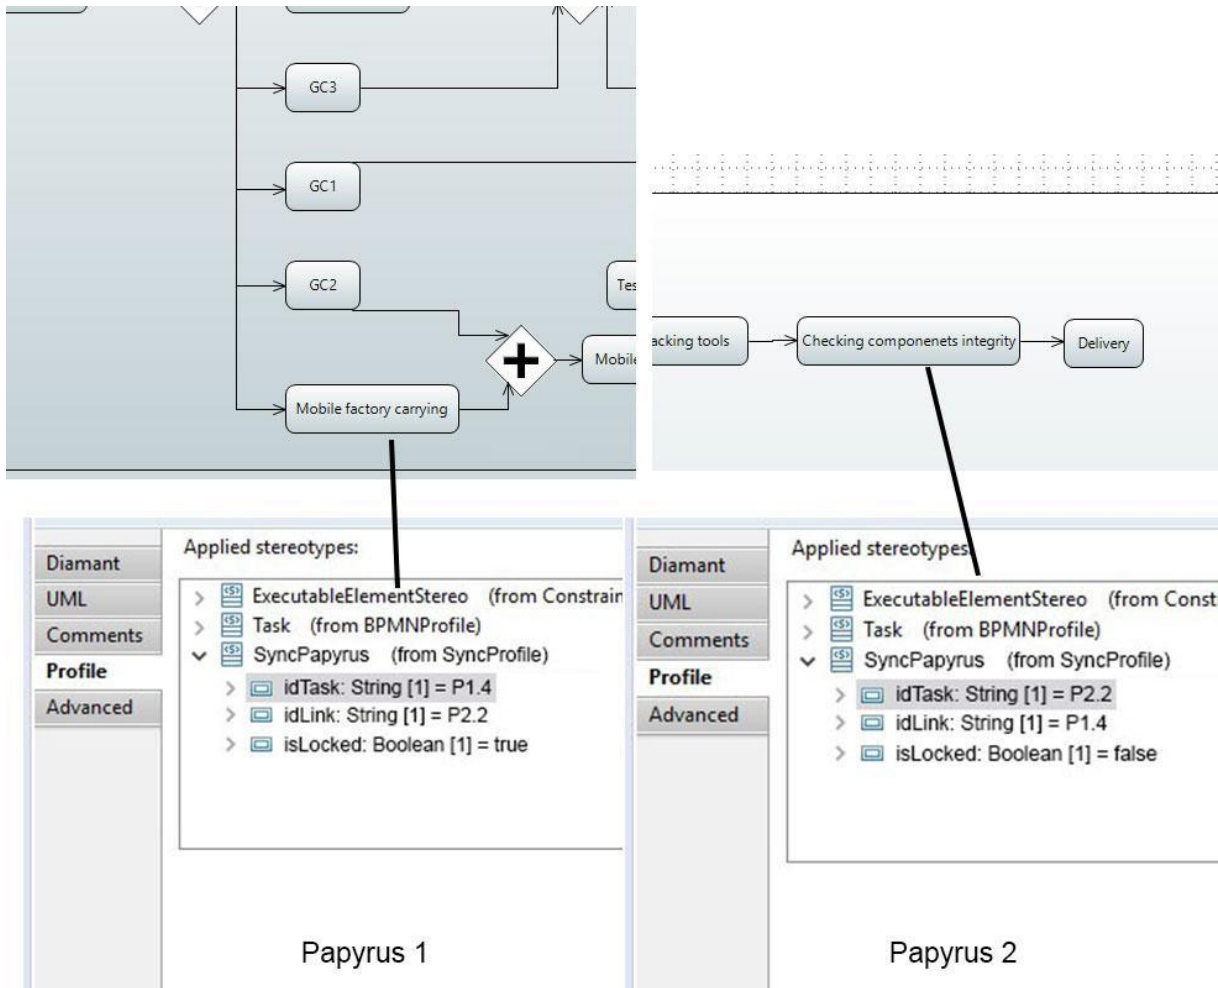 GC3
GC1
GC2
Tes
Mobile
Mobile factory carrying
acking tools
Checking componenets integrity
Delivery
Diamant
UML
Comments
Profile
Advanced
Applied stereotypes:
ExecutableElementStereo (from Constrain
Task (from BPMNProfile)
SyncPapyrus (from SyncProfile)
idTask: String [1] = P1.4
idLink: String [1] = P2.2
isLocked: Boolean [1] = true
Papyrus 1
Diamant
UML
Comments
Profile
Advanced
Applied stereotypes:
ExecutableElementStereo (from Const
Task (from BPMNProfile)
SyncPapyrus (from SyncProfile)
idTask: String [1] = P2.2
idLink: String [1] = P1.4
isLocked: Boolean [1] = false
Papyrus 2